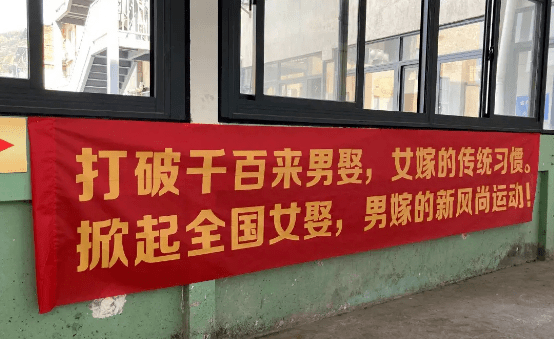 打破千百来男娶，女嫁的传统习惯。
掀起全国女娶，男嫁的新风尚运动！